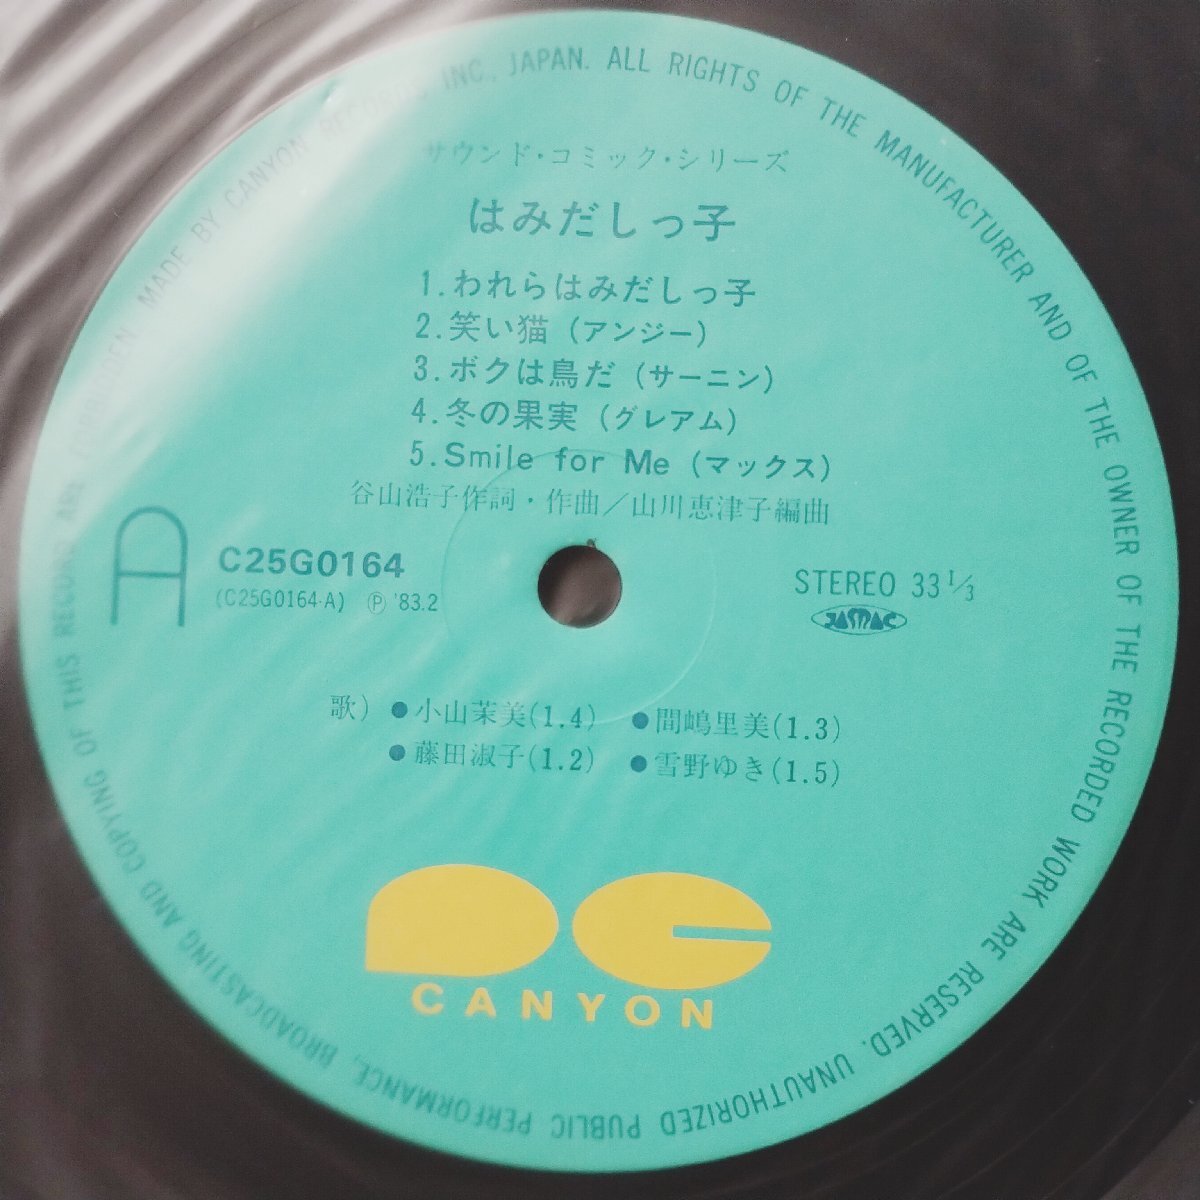 サウンド・コミック・シリーズ
はみだしっ子
1.われらはみだしっ子
2.笑い猫(アンジー)
3.ボクは鳥だ(サーニン)
4.冬の果実(グレアム)
5.Smile for Me(マックス)
谷山浩子作詞・作曲/山川恵津子編曲
A
C25G0164
(C25G0164-A) Ⓟ '83.2
STEREO 33 1/3
JASRAC
歌) ●小山茉美(1.4) ●間嶋里美(1.3)
●藤田淑子(1.2) ●雪野ゆき(1.5)
PC
CANYON
MADE BY CANYON RECORDS INC., JAPAN. ALL RIGHTS OF THE MANUFACTURER AND OF THE OWNER OF THE RECORDED WORK ARE RESERVED. UNAUTHORIZED PUBLIC PERFORMANCE, BROADCASTING AND COPYING OF THIS RECORD ARE FORBIDDEN.